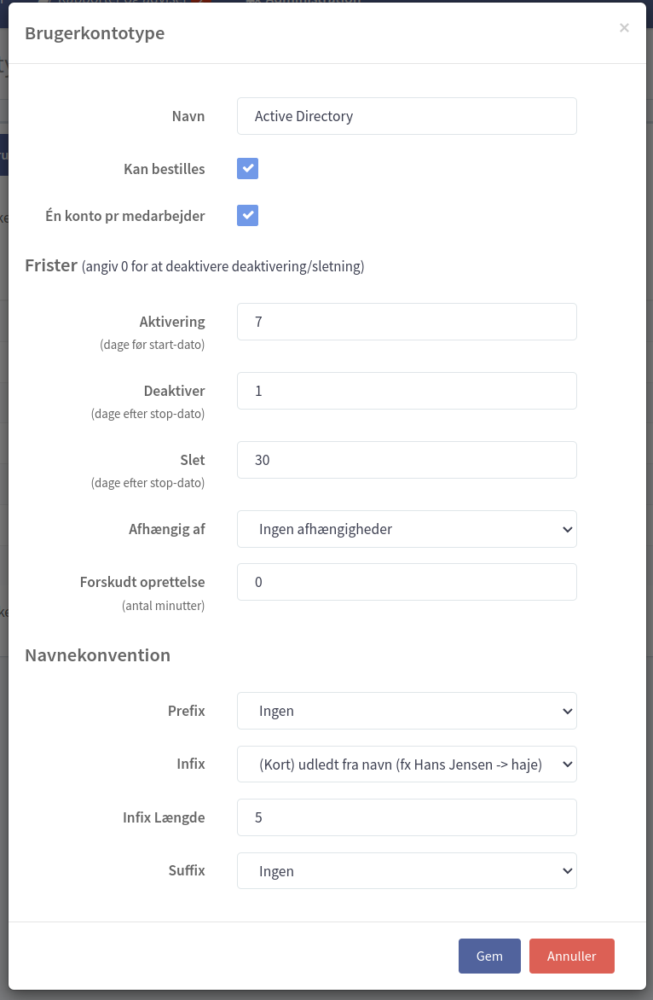 Brugerkontotype
×
Navn
Active Directory
Kan bestilles
Én konto pr medarbejder
Frister (angiv 0 for at deaktivere deaktivering/sletning)
Aktivering
7
(dage før start-dato)
Deaktiver
1
(dage efter stop-dato)
Slet
30
(dage efter stop-dato)
Afhængig af
Ingen afhængigheder
Forskudt oprettelse
0
(antal minutter)
Navnekonvention
Prefix
Ingen
Infix
(Kort) udledt fra navn (fx Hans Jensen -> haje)
Infix Længde
5
Suffix
Ingen
Gem
Annuller